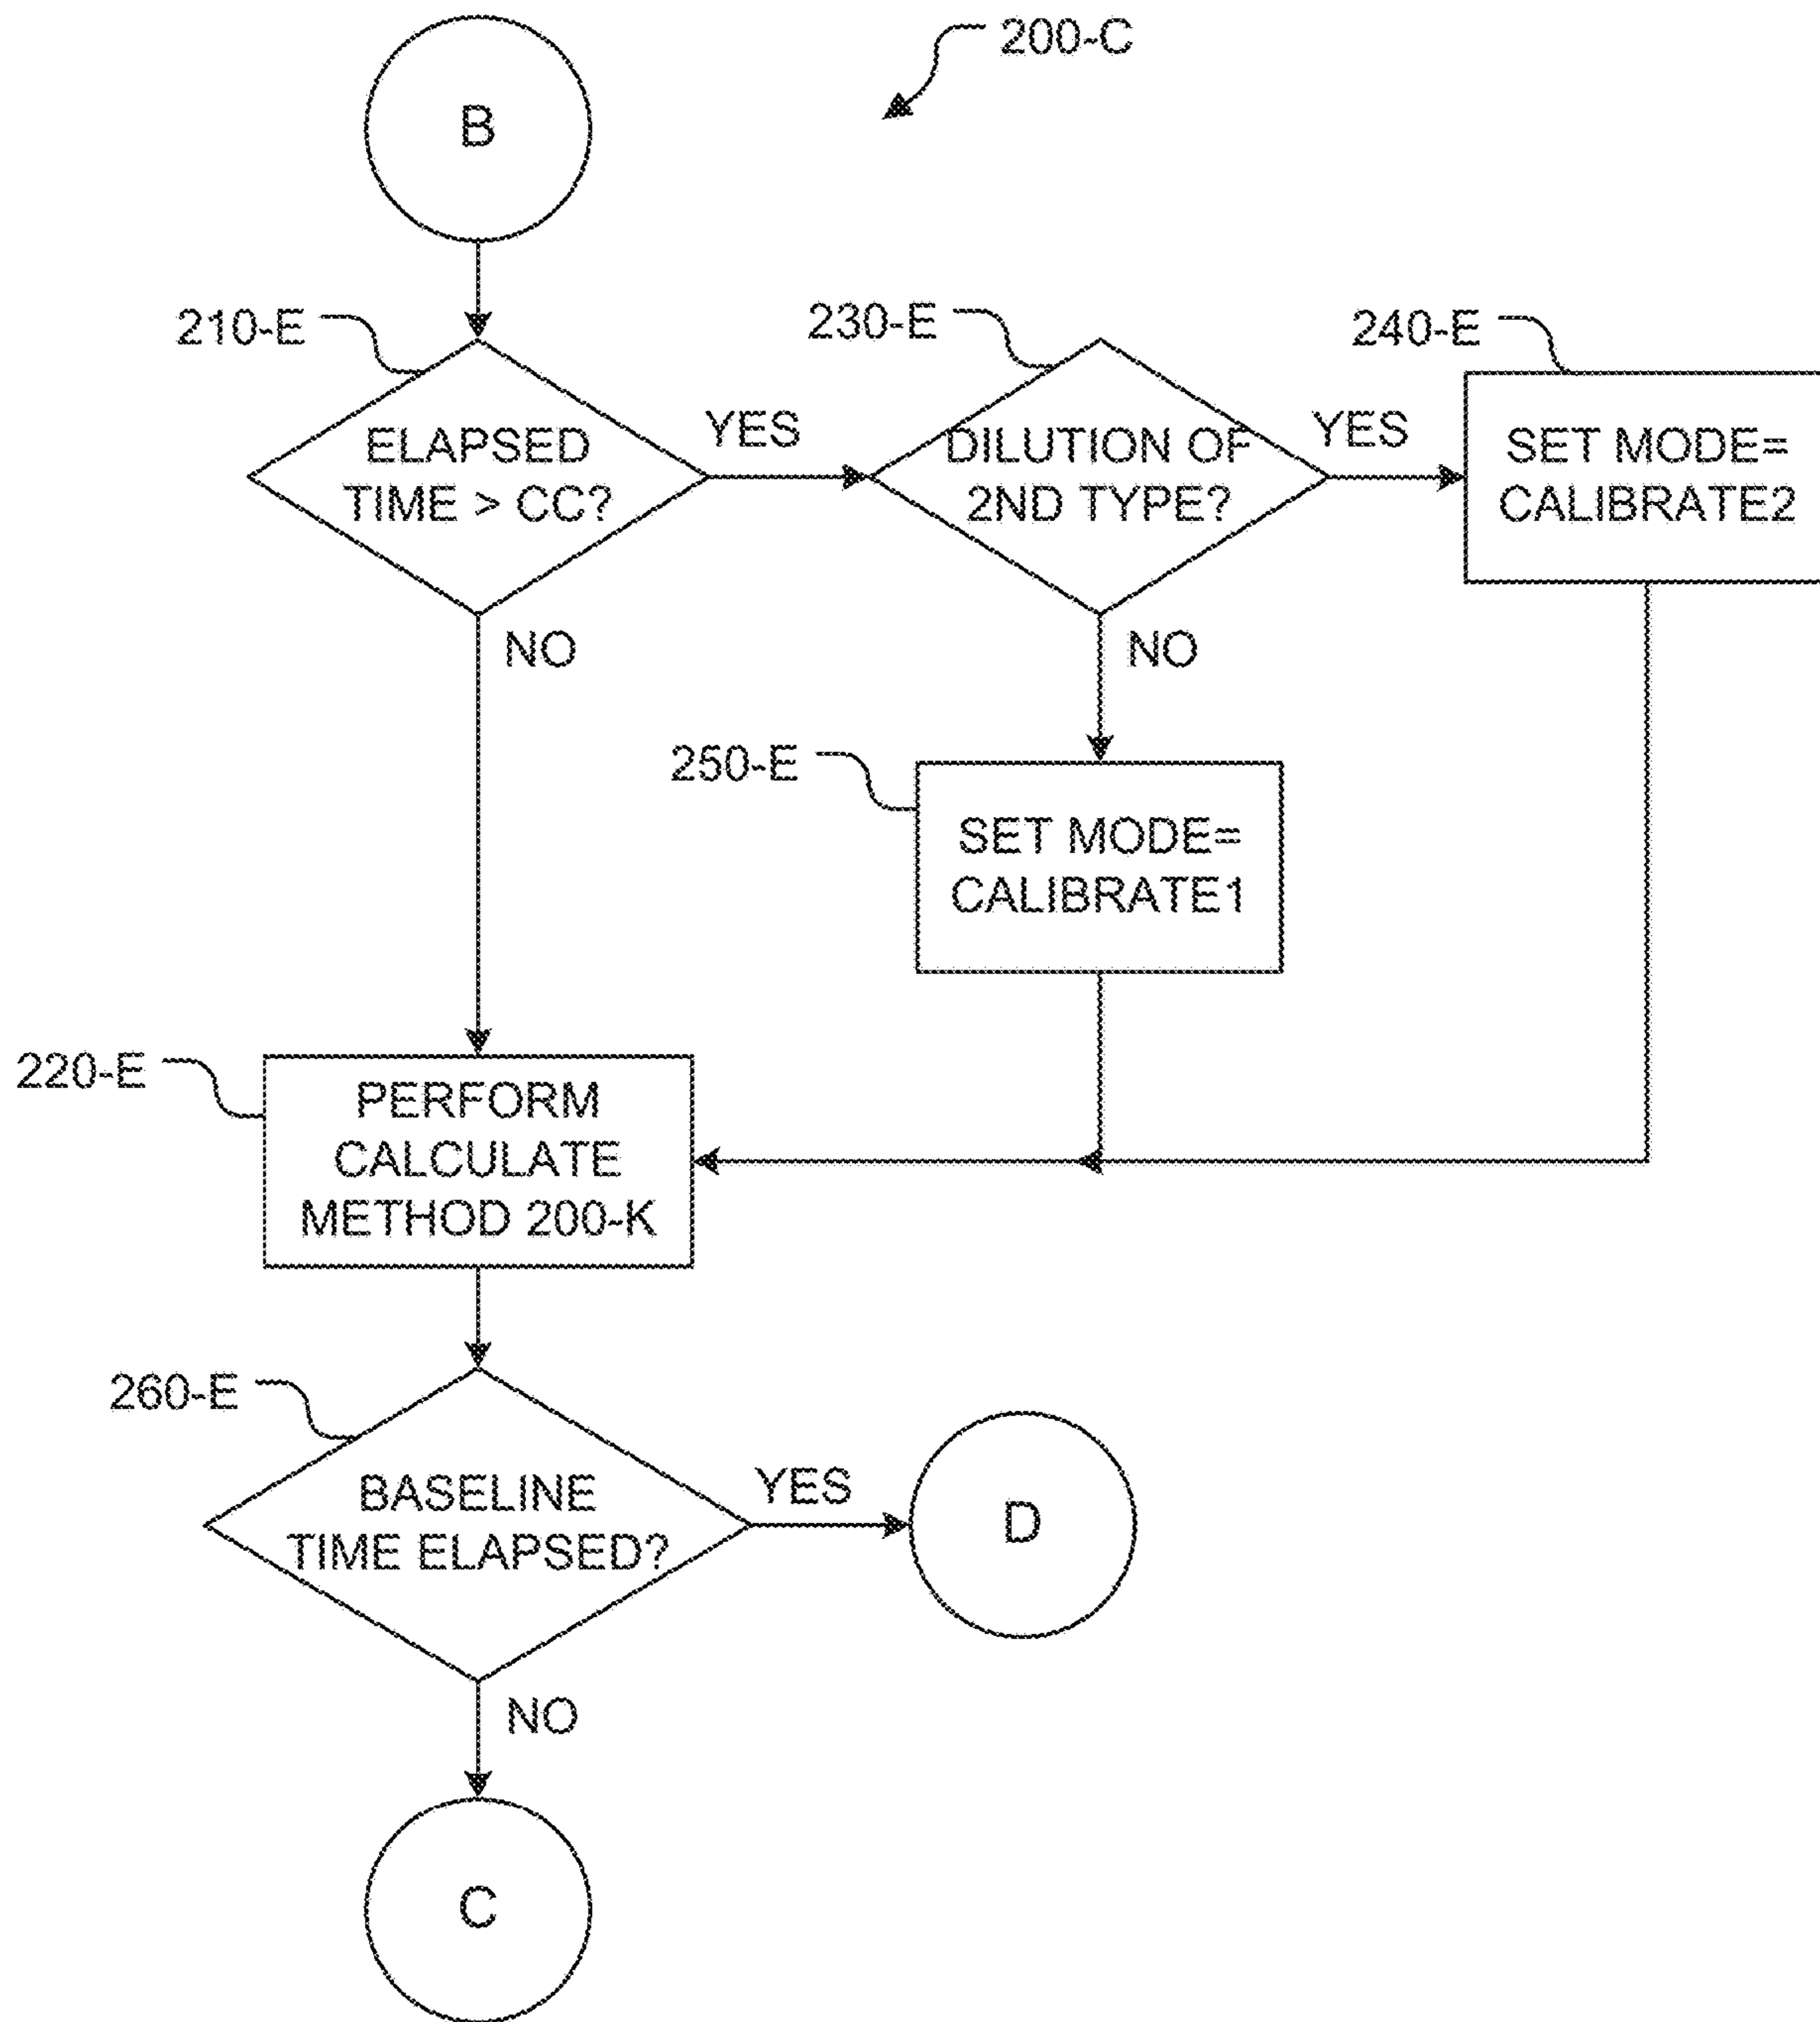 200-C
B
210-E
ELAPSED
TIME > CC?
YES
230-E
DILUTION OF
2ND TYPE?
YES
240-E
SET MODE=
CALIBRATE2
NO
NO
250-E
SET MODE=
CALIBRATE1
220-E
PERFORM
CALCULATE
METHOD 200-K
260-E
BASELINE
TIME ELAPSED?
YES
D
NO
C